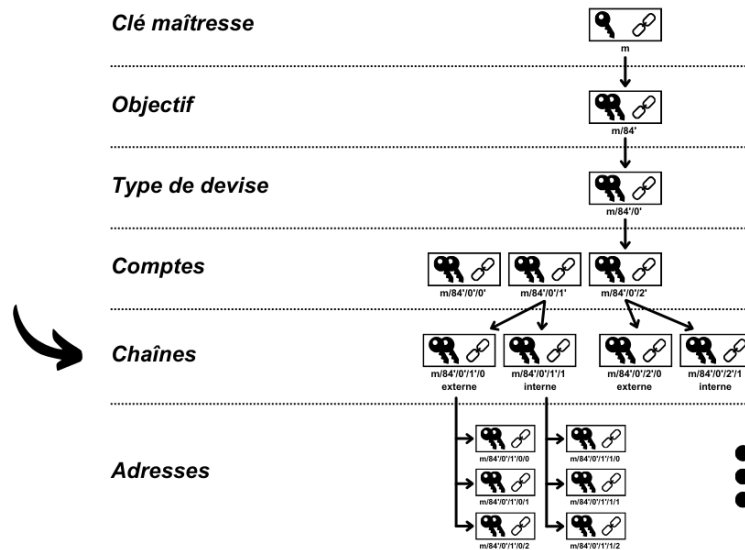 Clé maîtresse
m
Objectif
m/84'
Type de devise
m/84'/0'
Comptes
m/84'/0'/0'
m/84'/0'/1'
m/84'/0'/2'
Chaînes
m/84'/0'/1'/0
externe
m/84'/0'/1'/1
interne
m/84'/0'/2'/0
externe
m/84'/0'/2'/1
interne
Adresses
m/84'/0'/1'/0/0
m/84'/0'/1'/1/0
m/84'/0'/1'/0/1
m/84'/0'/1'/1/1
m/84'/0'/1'/0/2
m/84'/0'/1'/1/2